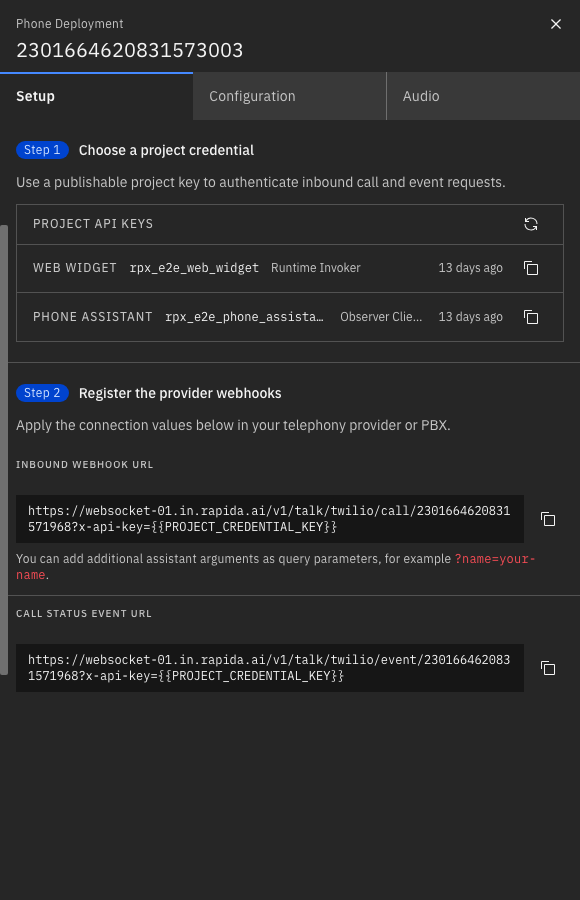 Phone Deployment
2301664620831573003
Setup
Configuration
Audio
Step 1 Choose a project credential
Use a publishable project key to authenticate inbound call and event requests.
PROJECT API KEYS
WEB WIDGET rpx_e2e_web_widget Runtime Invoker 13 days ago
PHONE ASSISTANT rpx_e2e_phone_assista… Observer Clie… 13 days ago
Step 2 Register the provider webhooks
Apply the connection values below in your telephony provider or PBX.
INBOUND WEBHOOK URL
https://websocket-01.in.rapida.ai/v1/talk/twilio/call/2301664620831
571968?x-api-key={{PROJECT_CREDENTIAL_KEY}}
You can add additional assistant arguments as query parameters, for example ?name=your-
name.
CALL STATUS EVENT URL
https://websocket-01.in.rapida.ai/v1/talk/twilio/event/230166462083
1571968?x-api-key={{PROJECT_CREDENTIAL_KEY}}